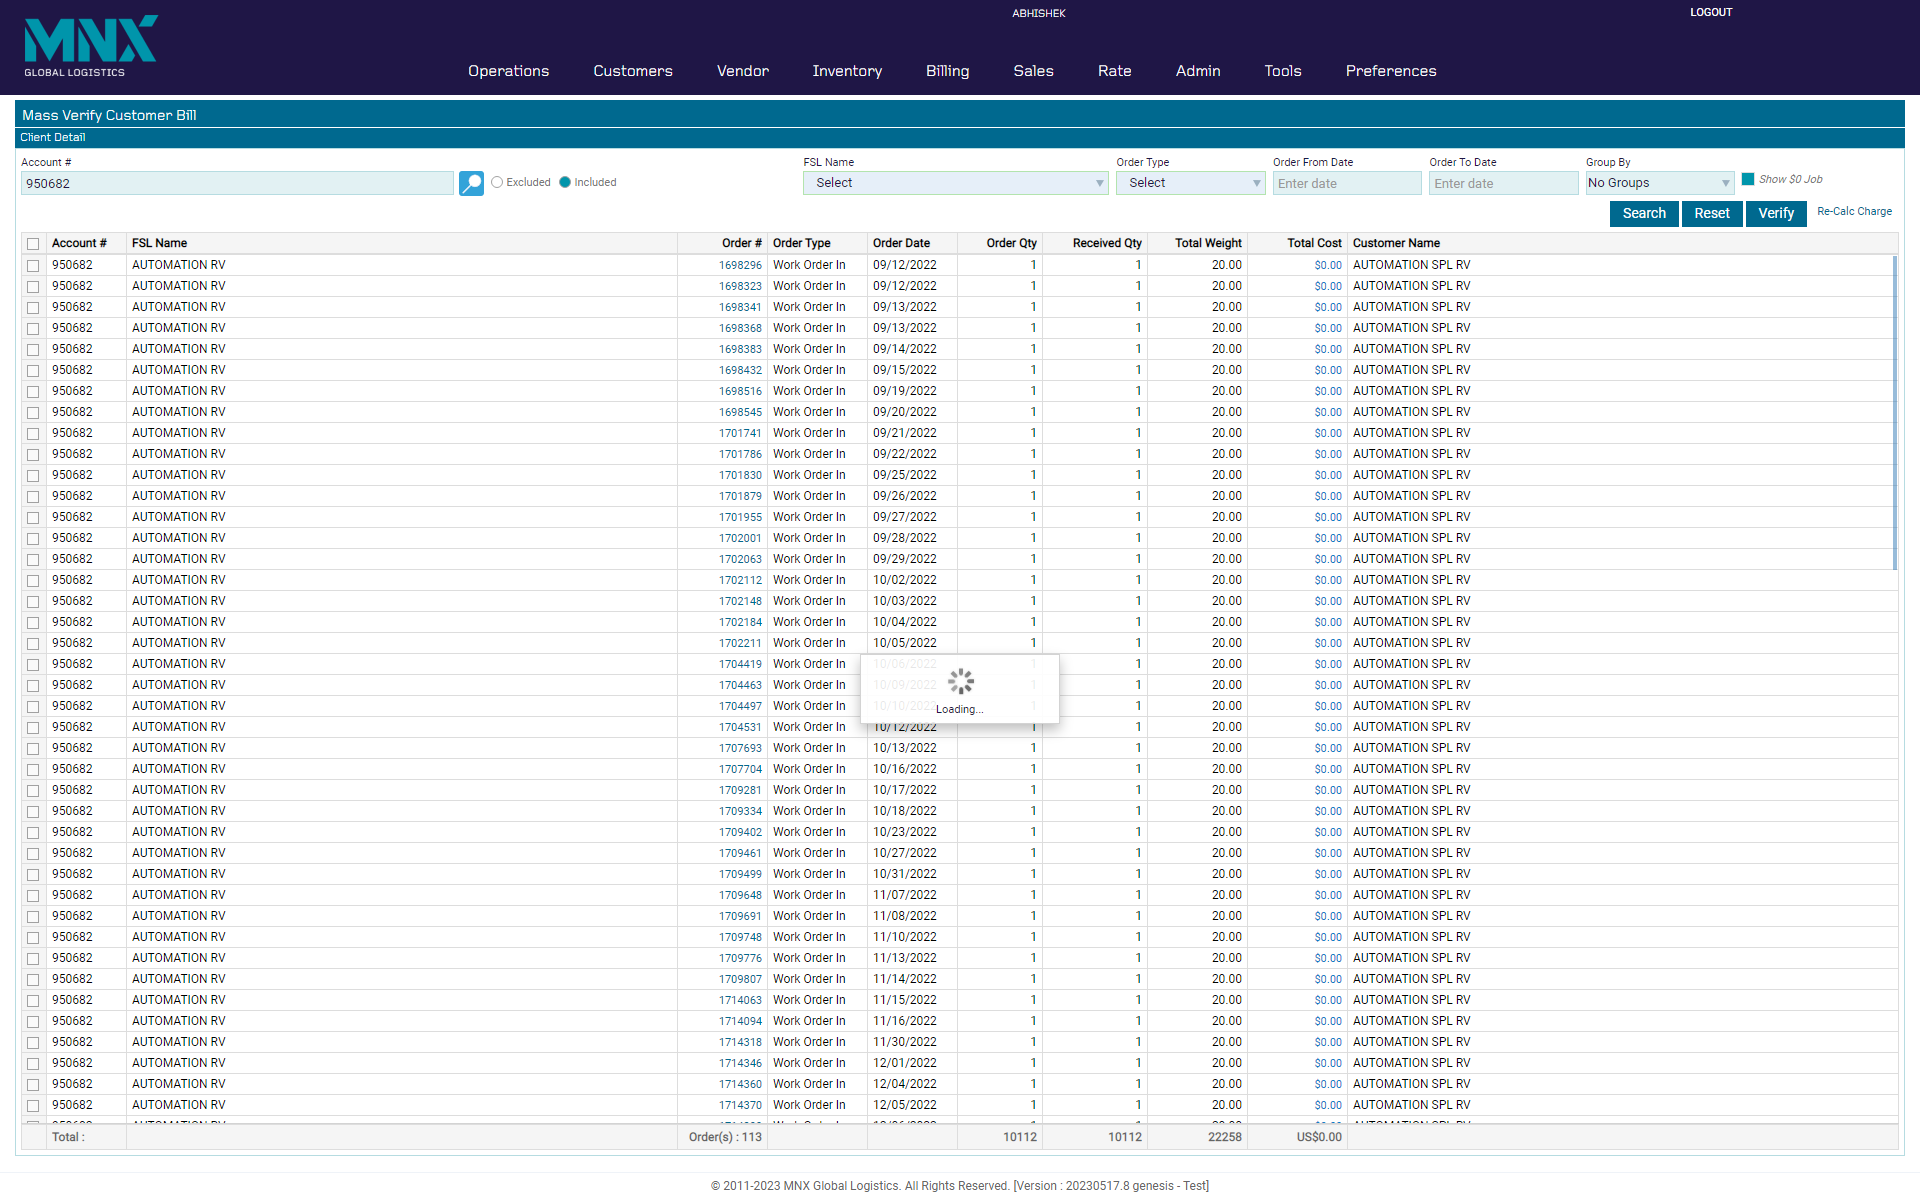 ABHISHEK
LOGOUT
MNX
GLOBAL LOGISTICS
Operations Customers Vendor Inventory Billing Sales Rate Admin Tools Preferences
Mass Verify Customer Bill
Client Detail
Account # FSL Name Order Type Order From Date Order To Date Group By
950682 Excluded Included Select Select Enter date Enter date No Groups Show $0 Job
Search Reset Verify Re-Calc Charge
Account # FSL Name Order # Order Type Order Date Order Qty Received Qty Total Weight Total Cost Customer Name
950682 AUTOMATION RV 1698296 Work Order In 09/12/2022 1 1 20.00 $0.00 AUTOMATION SPL RV
950682 AUTOMATION RV 1698323 Work Order In 09/12/2022 1 1 20.00 $0.00 AUTOMATION SPL RV
950682 AUTOMATION RV 1698341 Work Order In 09/13/2022 1 1 20.00 $0.00 AUTOMATION SPL RV
950682 AUTOMATION RV 1698368 Work Order In 09/13/2022 1 1 20.00 $0.00 AUTOMATION SPL RV
950682 AUTOMATION RV 1698383 Work Order In 09/14/2022 1 1 20.00 $0.00 AUTOMATION SPL RV
950682 AUTOMATION RV 1698432 Work Order In 09/15/2022 1 1 20.00 $0.00 AUTOMATION SPL RV
950682 AUTOMATION RV 1698516 Work Order In 09/19/2022 1 1 20.00 $0.00 AUTOMATION SPL RV
950682 AUTOMATION RV 1698545 Work Order In 09/20/2022 1 1 20.00 $0.00 AUTOMATION SPL RV
950682 AUTOMATION RV 1701741 Work Order In 09/21/2022 1 1 20.00 $0.00 AUTOMATION SPL RV
950682 AUTOMATION RV 1701786 Work Order In 09/22/2022 1 1 20.00 $0.00 AUTOMATION SPL RV
950682 AUTOMATION RV 1701830 Work Order In 09/25/2022 1 1 20.00 $0.00 AUTOMATION SPL RV
950682 AUTOMATION RV 1701879 Work Order In 09/26/2022 1 1 20.00 $0.00 AUTOMATION SPL RV
950682 AUTOMATION RV 1701955 Work Order In 09/27/2022 1 1 20.00 $0.00 AUTOMATION SPL RV
950682 AUTOMATION RV 1702001 Work Order In 09/28/2022 1 1 20.00 $0.00 AUTOMATION SPL RV
950682 AUTOMATION RV 1702063 Work Order In 09/29/2022 1 1 20.00 $0.00 AUTOMATION SPL RV
950682 AUTOMATION RV 1702112 Work Order In 10/02/2022 1 1 20.00 $0.00 AUTOMATION SPL RV
950682 AUTOMATION RV 1702148 Work Order In 10/03/2022 1 1 20.00 $0.00 AUTOMATION SPL RV
950682 AUTOMATION RV 1702184 Work Order In 10/04/2022 1 1 20.00 $0.00 AUTOMATION SPL RV
950682 AUTOMATION RV 1702211 Work Order In 10/05/2022 1 1 20.00 $0.00 AUTOMATION SPL RV
950682 AUTOMATION RV 1704419 Work Order In 10/06/2022 1 1 20.00 $0.00 AUTOMATION SPL RV
950682 AUTOMATION RV 1704463 Work Order In 10/09/2022 1 1 20.00 $0.00 AUTOMATION SPL RV
950682 AUTOMATION RV 1704497 Work Order In 10/10/2022 1 1 20.00 $0.00 AUTOMATION SPL RV
Loading...
950682 AUTOMATION RV 1704531 Work Order In 10/12/2022 1 1 20.00 $0.00 AUTOMATION SPL RV
950682 AUTOMATION RV 1707693 Work Order In 10/13/2022 1 1 20.00 $0.00 AUTOMATION SPL RV
950682 AUTOMATION RV 1707704 Work Order In 10/16/2022 1 1 20.00 $0.00 AUTOMATION SPL RV
950682 AUTOMATION RV 1709281 Work Order In 10/17/2022 1 1 20.00 $0.00 AUTOMATION SPL RV
950682 AUTOMATION RV 1709334 Work Order In 10/18/2022 1 1 20.00 $0.00 AUTOMATION SPL RV
950682 AUTOMATION RV 1709402 Work Order In 10/23/2022 1 1 20.00 $0.00 AUTOMATION SPL RV
950682 AUTOMATION RV 1709461 Work Order In 10/27/2022 1 1 20.00 $0.00 AUTOMATION SPL RV
950682 AUTOMATION RV 1709499 Work Order In 10/31/2022 1 1 20.00 $0.00 AUTOMATION SPL RV
950682 AUTOMATION RV 1709648 Work Order In 11/07/2022 1 1 20.00 $0.00 AUTOMATION SPL RV
950682 AUTOMATION RV 1709691 Work Order In 11/08/2022 1 1 20.00 $0.00 AUTOMATION SPL RV
950682 AUTOMATION RV 1709748 Work Order In 11/10/2022 1 1 20.00 $0.00 AUTOMATION SPL RV
950682 AUTOMATION RV 1709776 Work Order In 11/13/2022 1 1 20.00 $0.00 AUTOMATION SPL RV
950682 AUTOMATION RV 1709807 Work Order In 11/14/2022 1 1 20.00 $0.00 AUTOMATION SPL RV
950682 AUTOMATION RV 1714063 Work Order In 11/15/2022 1 1 20.00 $0.00 AUTOMATION SPL RV
950682 AUTOMATION RV 1714094 Work Order In 11/16/2022 1 1 20.00 $0.00 AUTOMATION SPL RV
950682 AUTOMATION RV 1714318 Work Order In 11/30/2022 1 1 20.00 $0.00 AUTOMATION SPL RV
950682 AUTOMATION RV 1714346 Work Order In 12/01/2022 1 1 20.00 $0.00 AUTOMATION SPL RV
950682 AUTOMATION RV 1714360 Work Order In 12/04/2022 1 1 20.00 $0.00 AUTOMATION SPL RV
950682 AUTOMATION RV 1714370 Work Order In 12/05/2022 1 1 20.00 $0.00 AUTOMATION SPL RV
Total : Order(s) : 113 10112 10112 22258 US$0.00
© 2011-2023 MNX Global Logistics. All Rights Reserved. [Version : 20230517.8 genesis - Test]